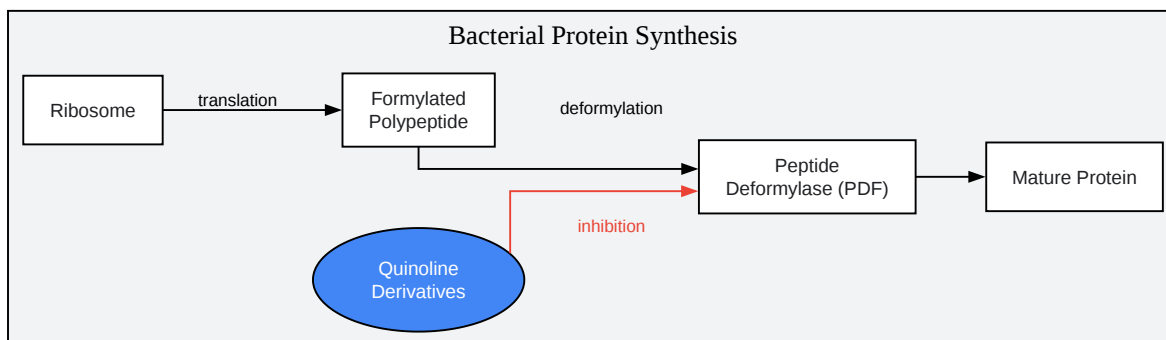 Bacterial Protein Synthesis
Ribosome
translation
Formylated
Polypeptide
deformylation
Peptide
Deformylase (PDF)
Mature Protein
inhibition
Quinoline
Derivatives